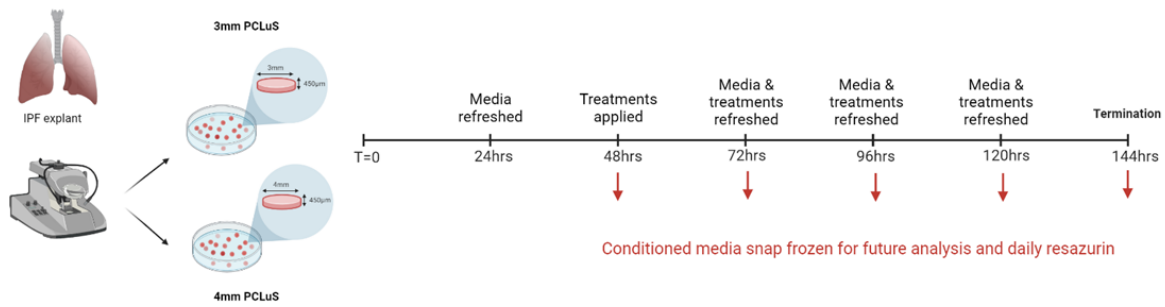 3mm PCLuS
3mm
450µm
IPF explant
4mm
450µm
4mm PCLuS
Media
refreshed
Treatments
applied
Media &
treatments
refreshed
Media &
treatments
refreshed
Media &
treatments
refreshed
Termination
T=0
24hrs
48hrs
72hrs
96hrs
120hrs
144hrs
Conditioned media snap frozen for future analysis and daily resazurin